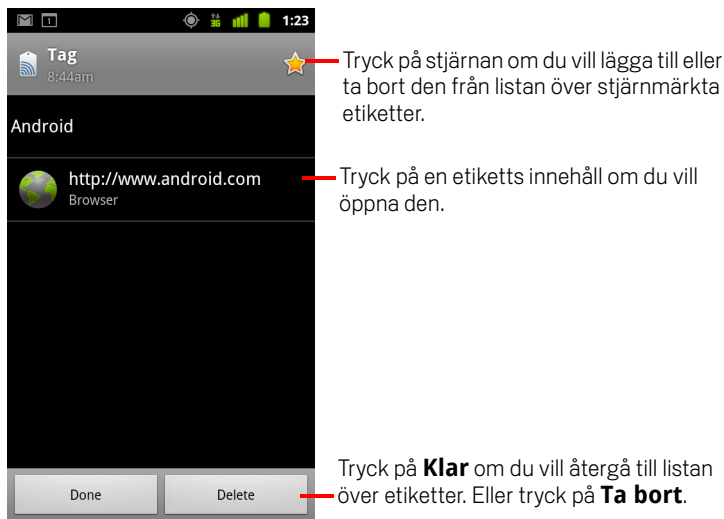 1 3G 1:23
Tag
8:44am
Tryck på stjärnan om du vill lägga till eller
ta bort den från listan över stjärnmärkta
etiketter.
Android
http://www.android.com
Browser
Tryck på en etiketts innehåll om du vill
öppna den.
Done Delete
Tryck på Klar om du vill återgå till listan
över etiketter. Eller tryck på Ta bort.